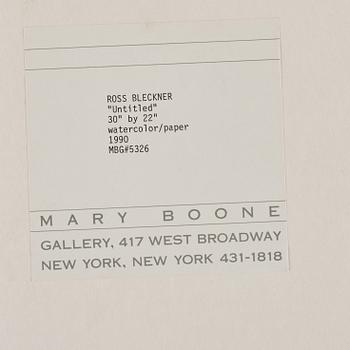 ROSS BLECKNER
"Untitled"
30" by 22"
watercolor/paper
1990
MBG#5326
MARY BOONE
GALLERY, 417 WEST BROADWAY
NEW YORK, NEW YORK 431-1818